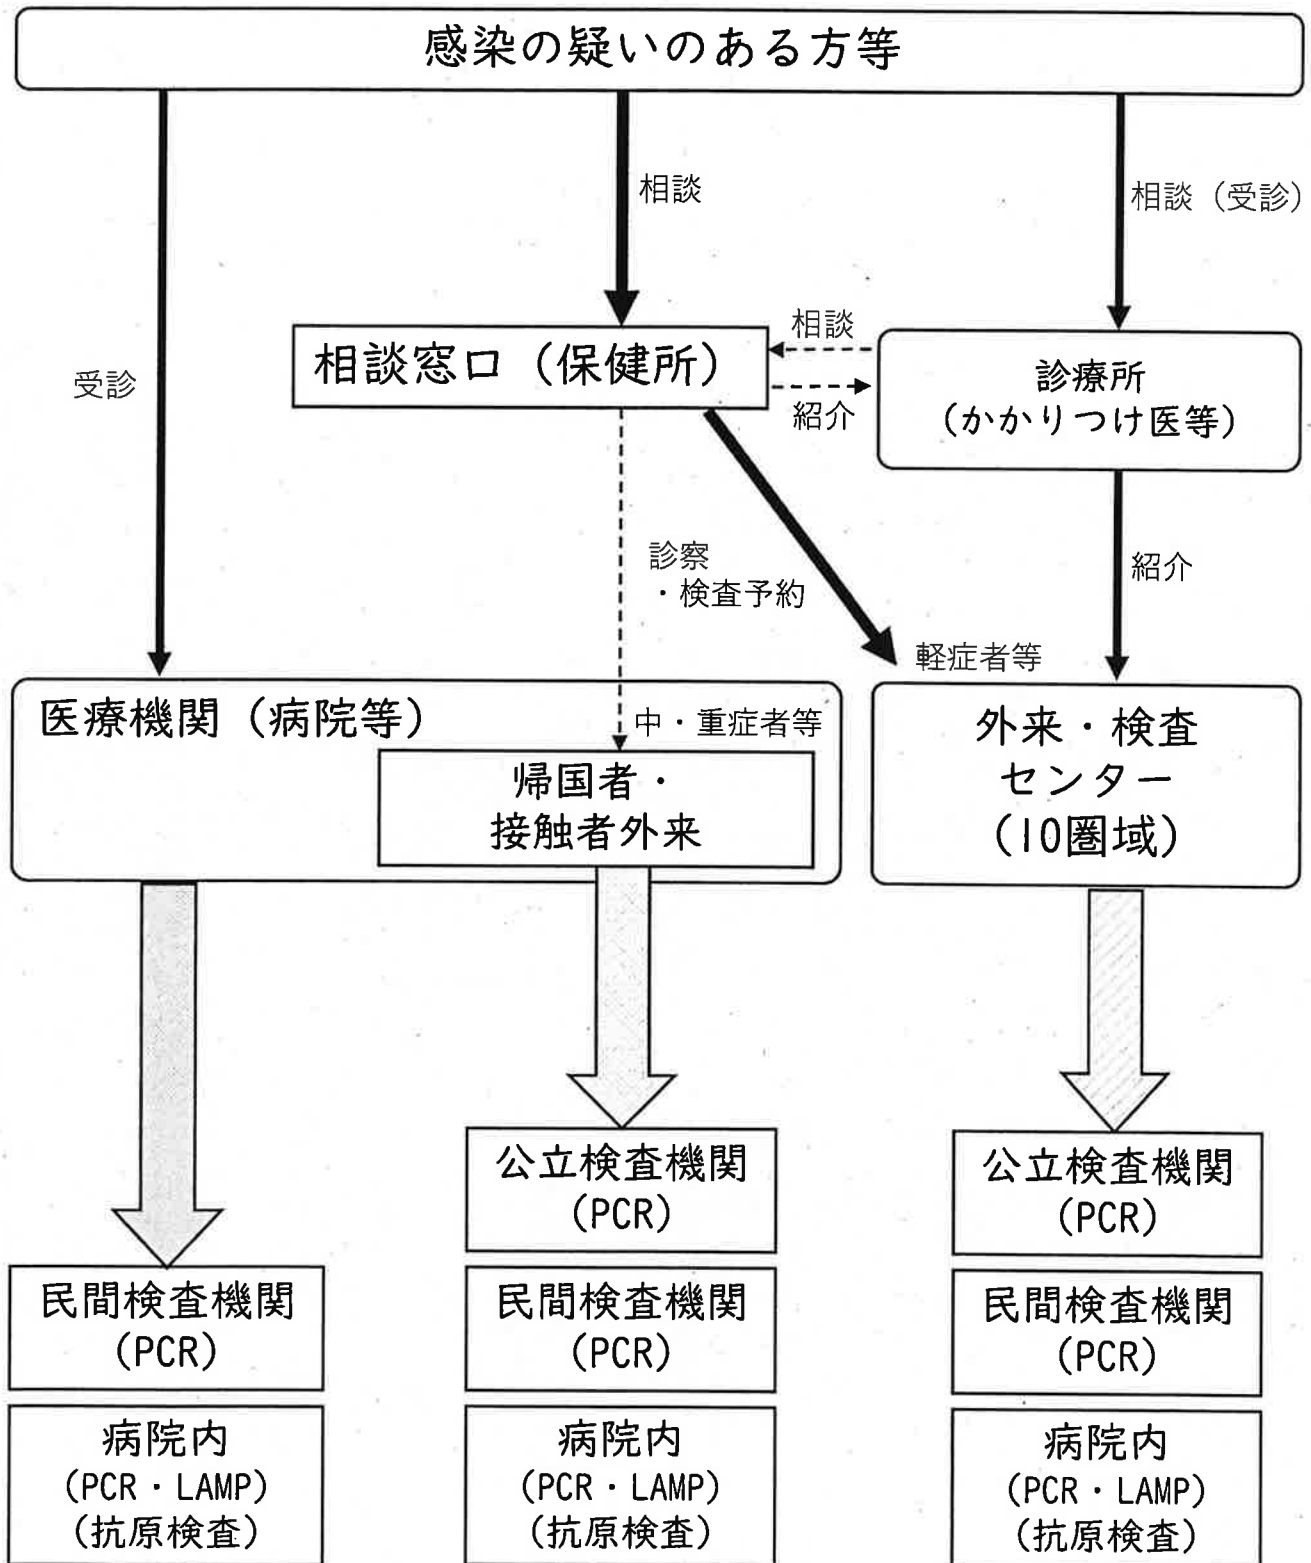 感染の疑いのある方等
相談
相談（受診）
受診
相談窓口（保健所）
相談
紹介
診療所
（かかりつけ医等）
診察
・検査予約
紹介
軽症者等
医療機関（病院等）
中・重症者等
帰国者・
接触者外来
外来・検査
センター
（10圏域）
民間検査機関
（PCR）
病院内
（PCR・LAMP）
（抗原検査）
公立検査機関
（PCR）
民間検査機関
（PCR）
病院内
（PCR・LAMP）
（抗原検査）
公立検査機関
（PCR）
民間検査機関
（PCR）
病院内
（PCR・LAMP）
（抗原検査）